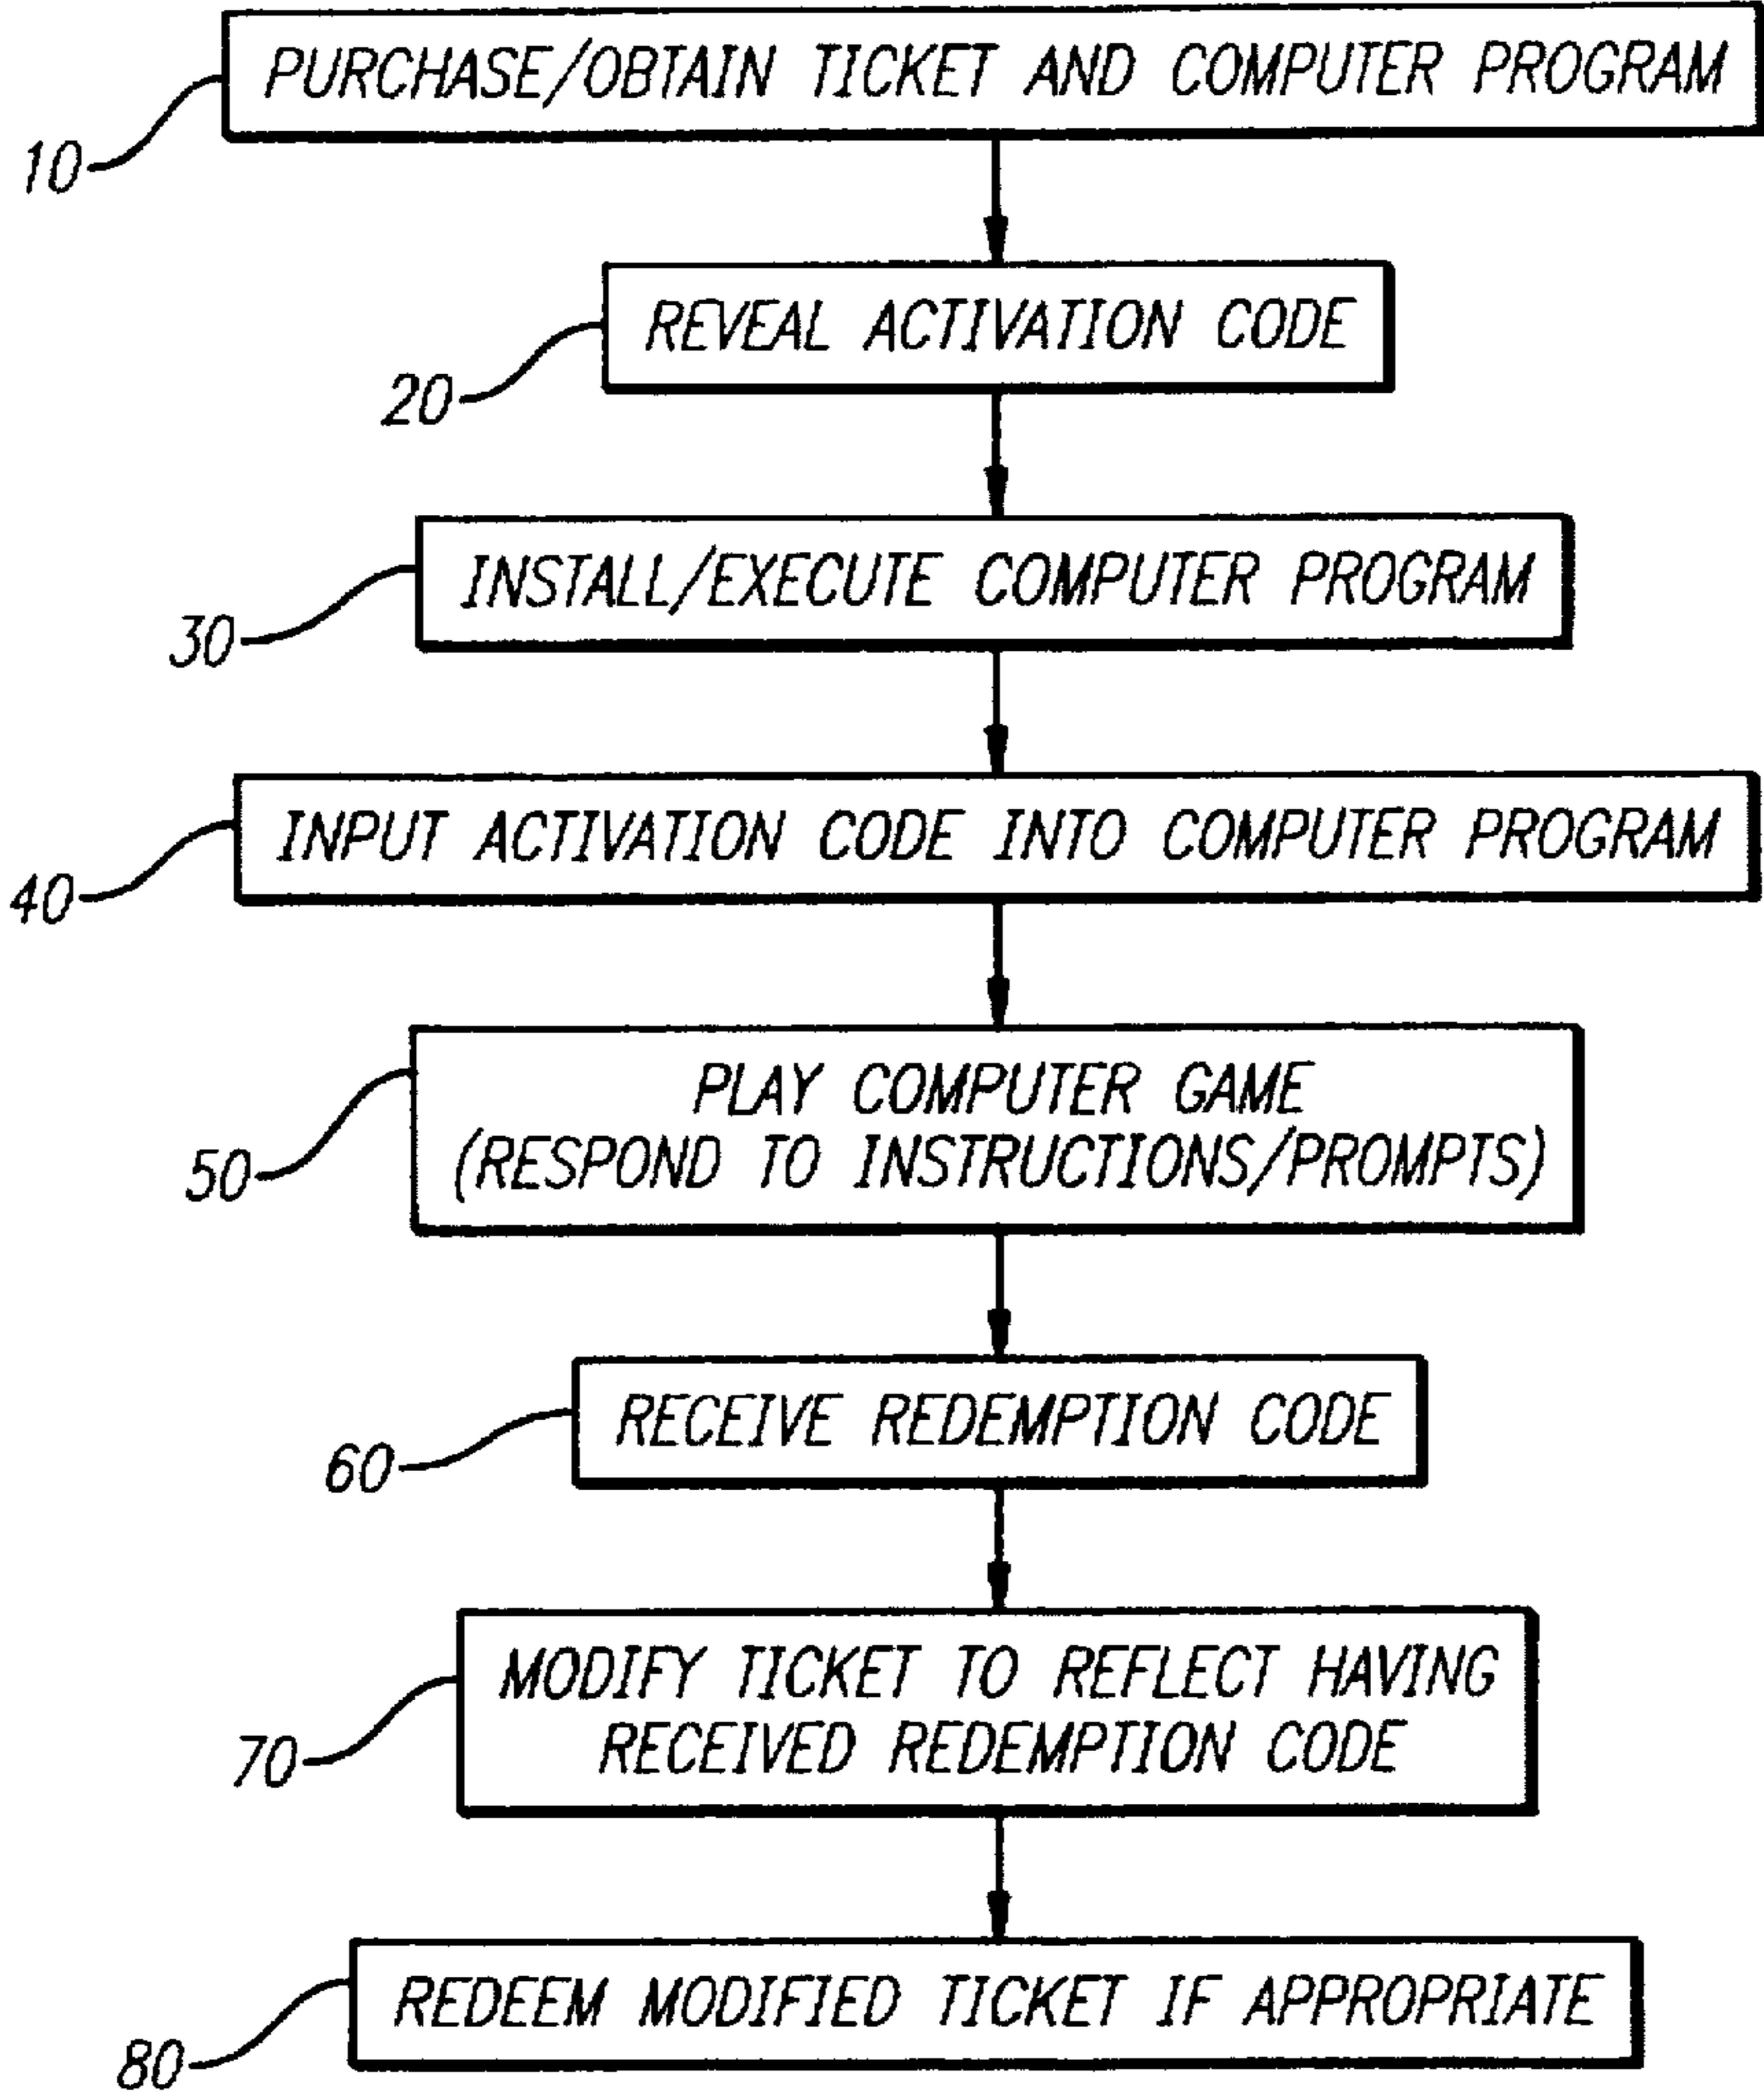 PURCHASE/OBTAIN TICKET AND COMPUTER PROGRAM
10
REVEAL ACTIVATION CODE
20
INSTALL/EXECUTE COMPUTER PROGRAM
30
INPUT ACTIVATION CODE INTO COMPUTER PROGRAM
40
PLAY COMPUTER GAME
(RESPOND TO INSTRUCTIONS/PROMPTS)
50
RECEIVE REDEMPTION CODE
60
MODIFY TICKET TO REFLECT HAVING
RECEIVED REDEMPTION CODE
70
REDEEM MODIFIED TICKET IF APPROPRIATE
80